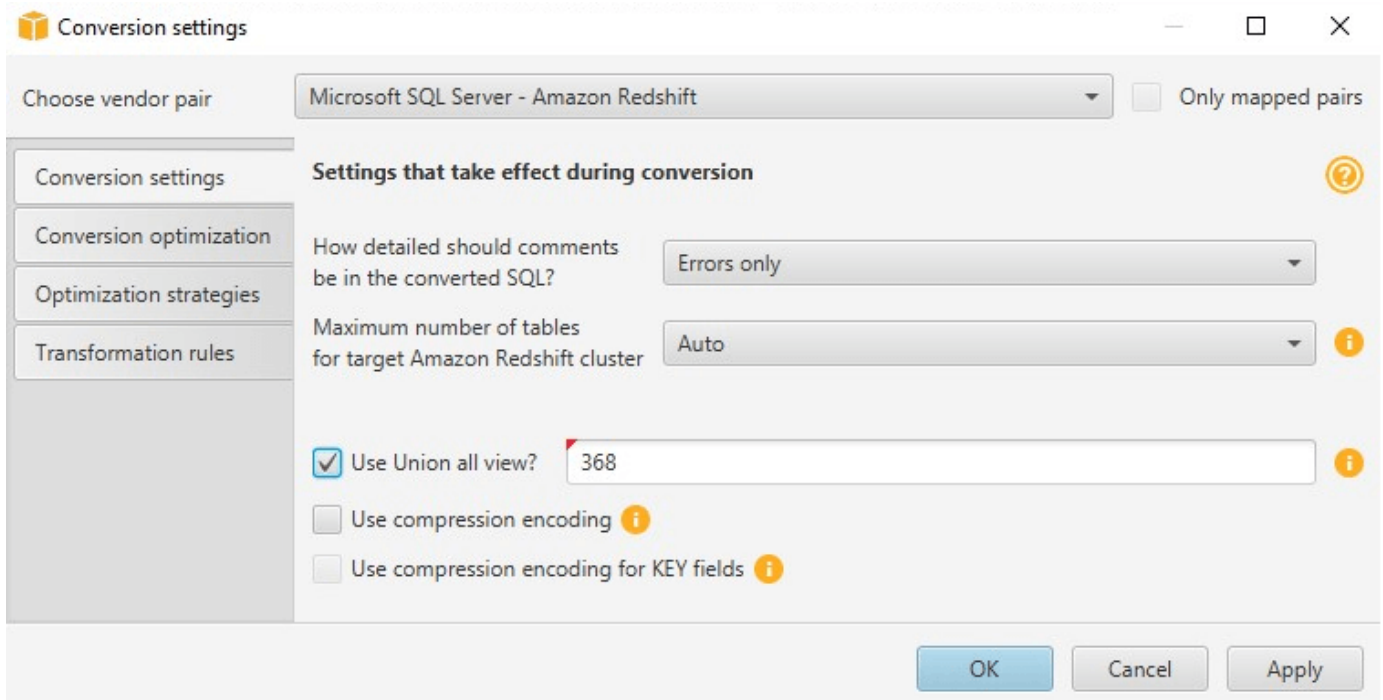 Conversion settings
Choose vendor pair
Microsoft SQL Server - Amazon Redshift
Only mapped pairs
Conversion settings
Conversion optimization
Optimization strategies
Transformation rules
Settings that take effect during conversion
How detailed should comments
be in the converted SQL?
Errors only
Maximum number of tables
for target Amazon Redshift cluster
Auto
Use Union all view?
368
Use compression encoding
Use compression encoding for KEY fields
OK
Cancel
Apply